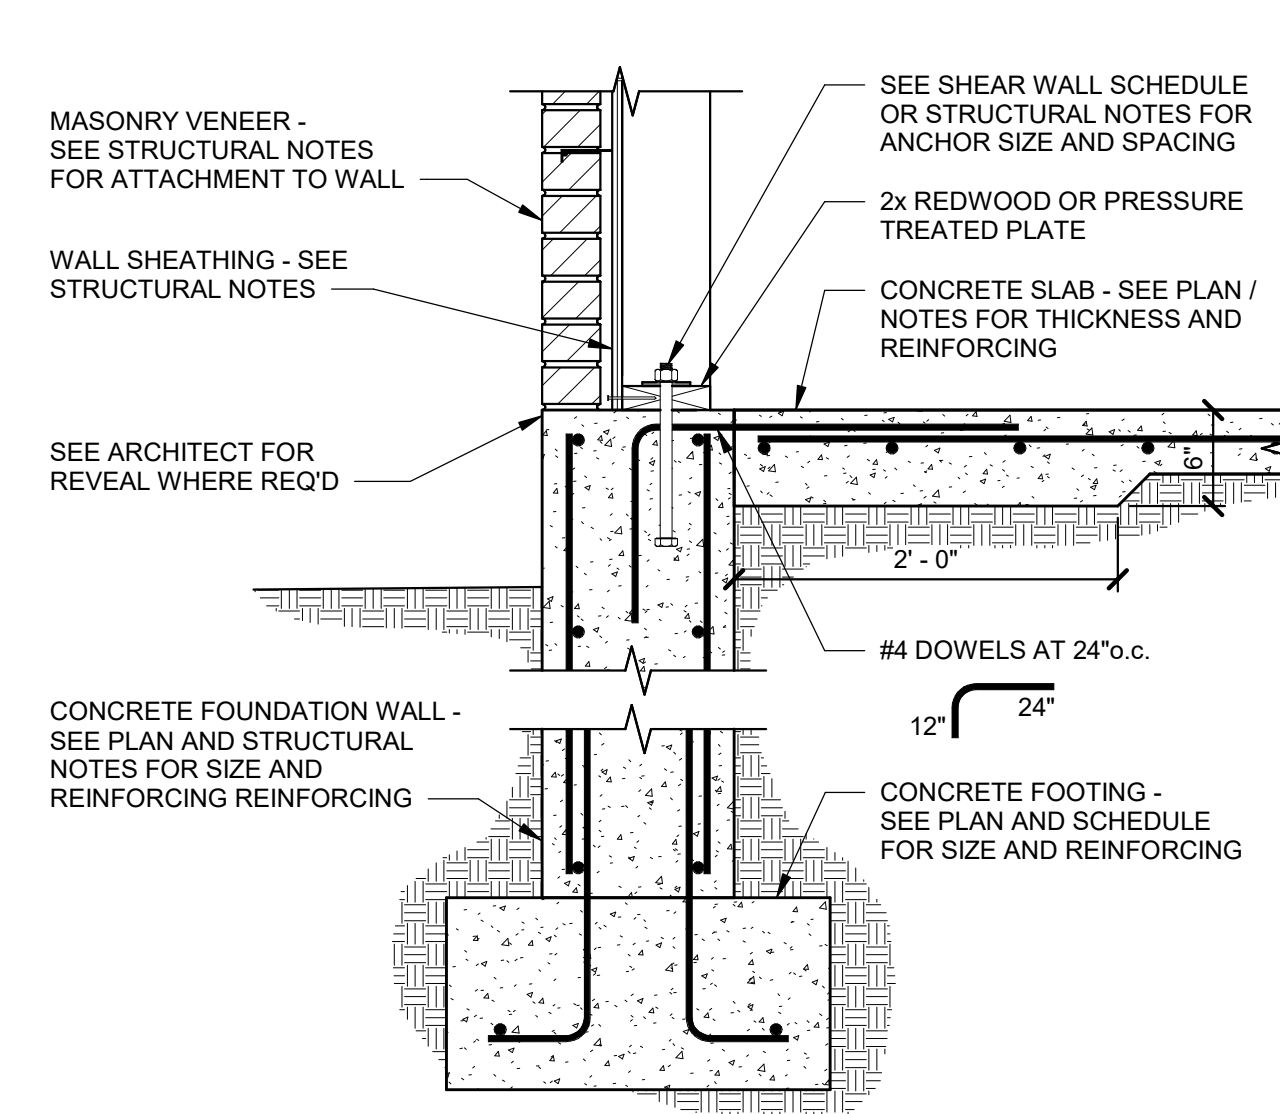 MASONRY VENEER -
SEE STRUCTURAL NOTES
FOR ATTACHMENT TO WALL
WALL SHEATHING - SEE
STRUCTURAL NOTES
SEE ARCHITECT FOR
REVEAL WHERE REQ'D
CONCRETE FOUNDATION WALL -
SEE PLAN AND STRUCTURAL
NOTES FOR SIZE AND
REINFORCING REINFORCING
SEE SHEAR WALL SCHEDULE
OR STRUCTURAL NOTES FOR
ANCHOR SIZE AND SPACING
2x REDWOOD OR PRESSURE
TREATED PLATE
CONCRETE SLAB - SEE PLAN /
NOTES FOR THICKNESS AND
REINFORCING
6"
2' - 0"
#4 DOWELS AT 24"o.c.
24"
12"
CONCRETE FOOTING -
SEE PLAN AND SCHEDULE
FOR SIZE AND REINFORCING